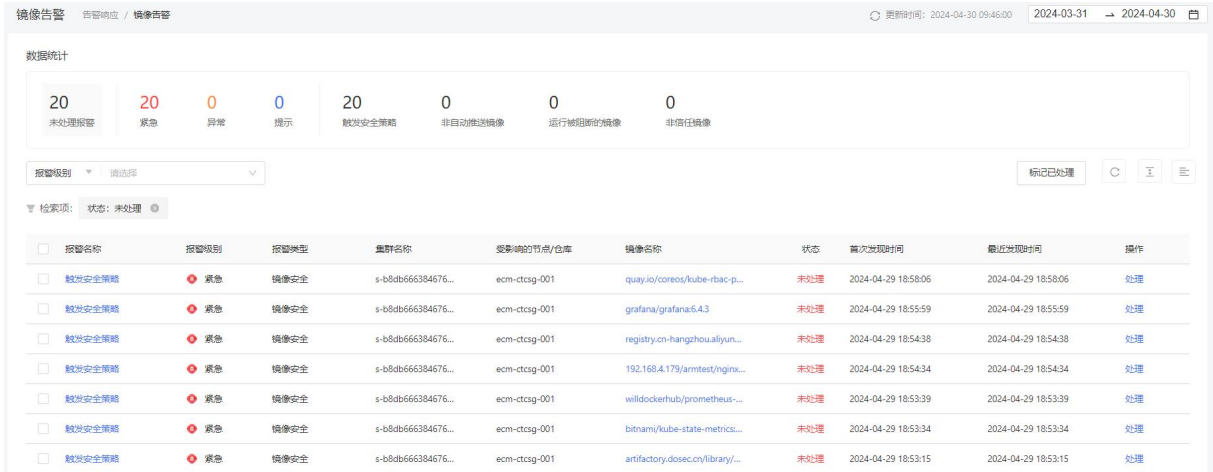 镜像告警 告警响应 / 镜像告警 更新时间：2024-04-30 09:46:00 2024-03-31 → 2024-04-30
数据统计
20 20 0 0 20 0 0 0
未处理报警 紧急 异常 提示 触发安全策略 非自动推送镜像 运行被阻断的镜像 非信任镜像
报警级别 请选择 标记已处理
检索项： 状态：未处理
报警名称 报警级别 报警类型 集群名称 受影响的节点/仓库 镜像名称 状态 首次发现时间 最近发现时间 操作
触发安全策略 紧急 镜像安全 s-b8db666384676... ecm-ctcsg-001 quay.io/coreos/kube-rbac-p... 未处理 2024-04-29 18:58:06 2024-04-29 18:58:06 处理
触发安全策略 紧急 镜像安全 s-b8db666384676... ecm-ctcsg-001 grafana/grafana:6.4.3 未处理 2024-04-29 18:55:59 2024-04-29 18:55:59 处理
触发安全策略 紧急 镜像安全 s-b8db666384676... ecm-ctcsg-001 registry.cn-hangzhou.aliyun... 未处理 2024-04-29 18:54:38 2024-04-29 18:54:38 处理
触发安全策略 紧急 镜像安全 s-b8db666384676... ecm-ctcsg-001 192.168.4.179/armtest/nginx... 未处理 2024-04-29 18:54:34 2024-04-29 18:54:34 处理
触发安全策略 紧急 镜像安全 s-b8db666384676... ecm-ctcsg-001 willdockerhub/prometheus-... 未处理 2024-04-29 18:53:39 2024-04-29 18:53:39 处理
触发安全策略 紧急 镜像安全 s-b8db666384676... ecm-ctcsg-001 bitnami/kube-state-metrics:... 未处理 2024-04-29 18:53:34 2024-04-29 18:53:34 处理
触发安全策略 紧急 镜像安全 s-b8db666384676... ecm-ctcsg-001 artifactory.dosec.cn/library/... 未处理 2024-04-29 18:53:15 2024-04-29 18:53:15 处理